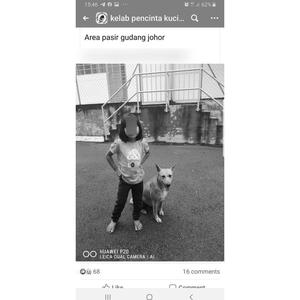 15:46
62%
kelab pencinta kuci...
Area pasir gudang johor
HUAWEI P20
LEICA DUAL CAMERA | AI
68
16 comments
Like
Comment